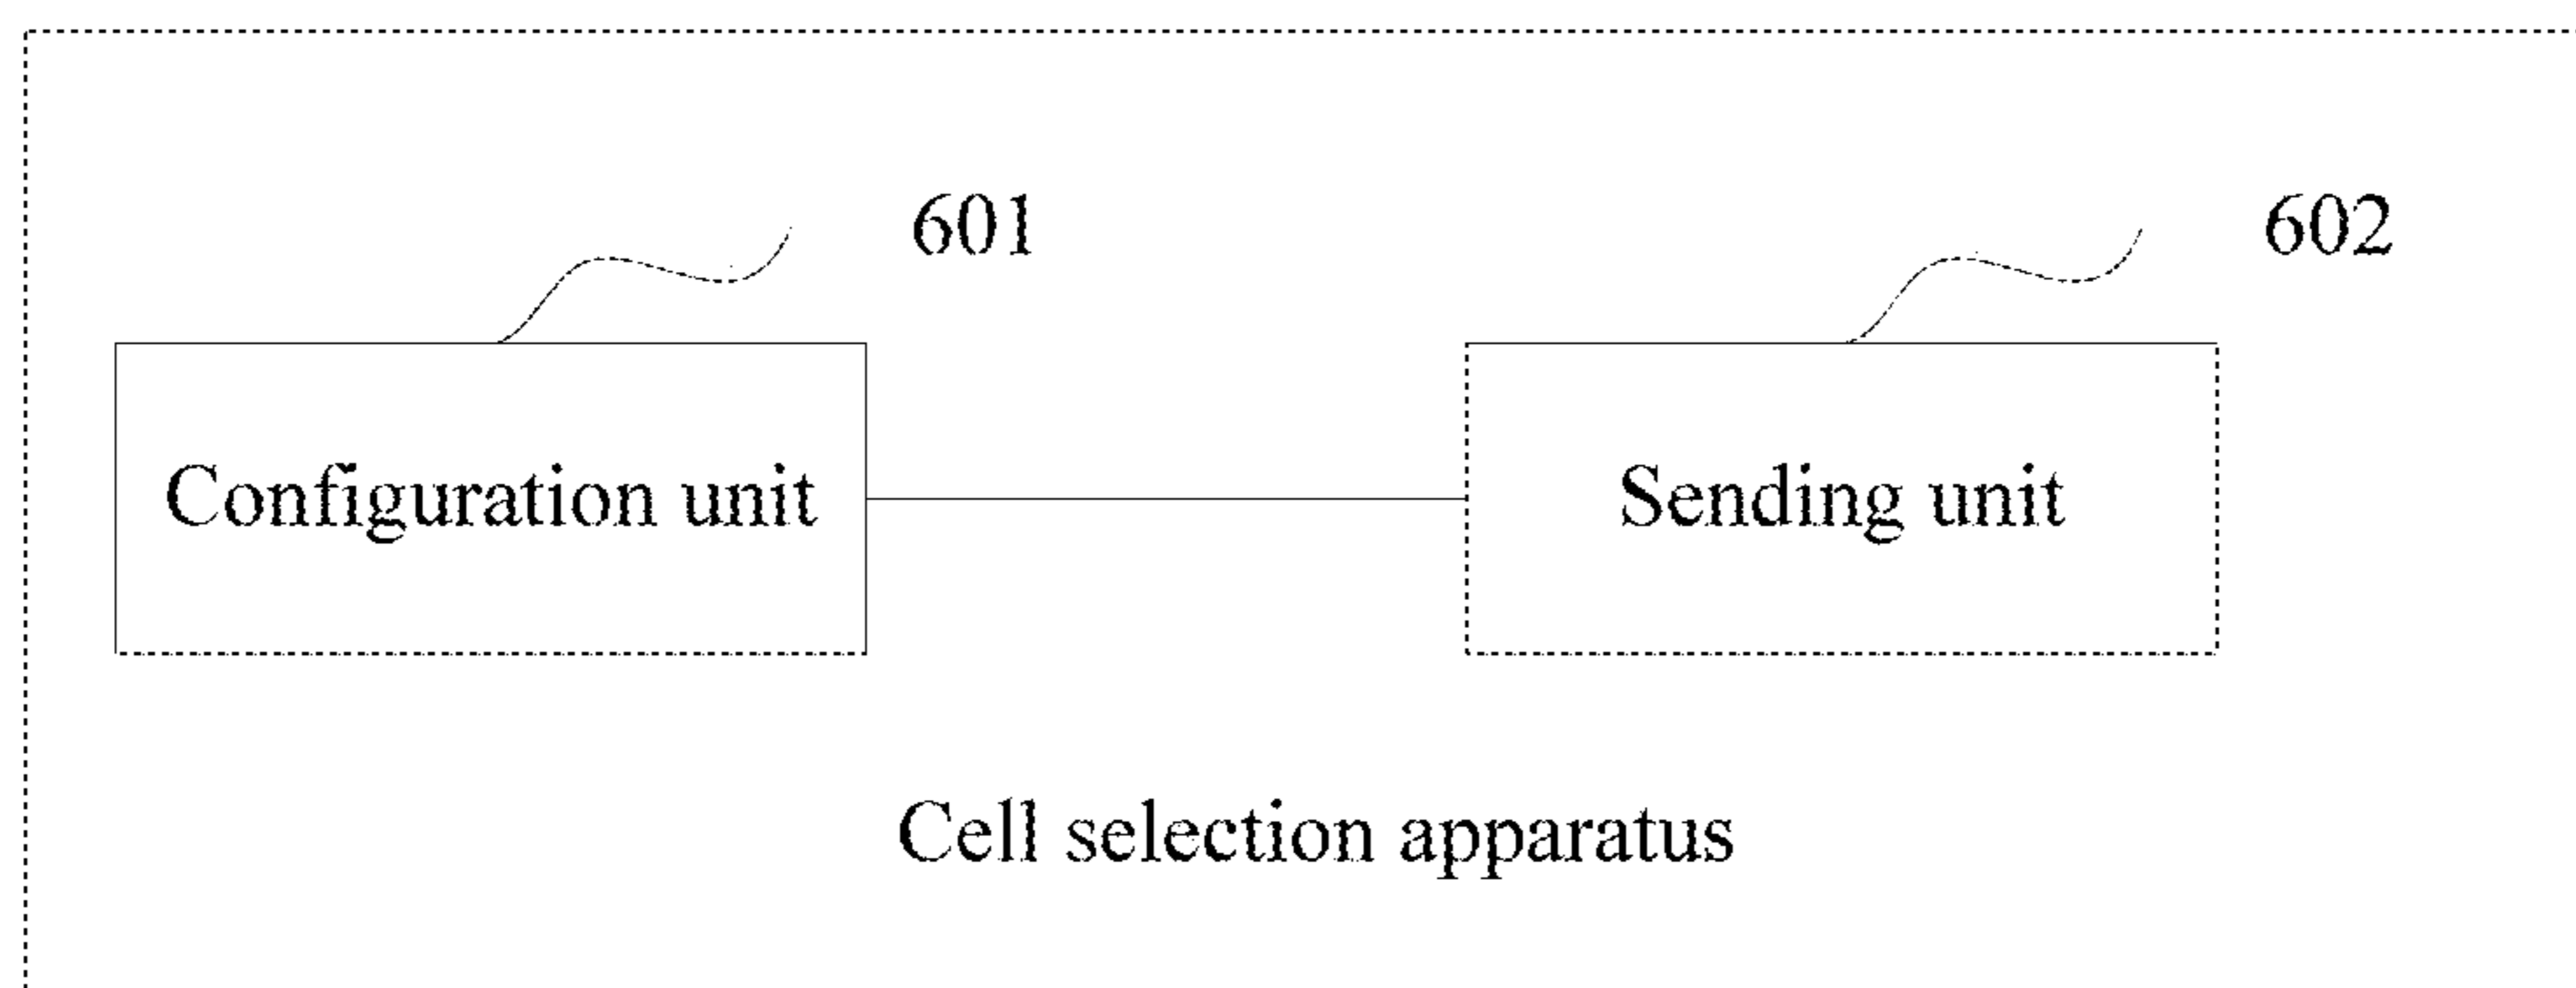 601
602
Configuration unit
Sending unit
Cell selection apparatus